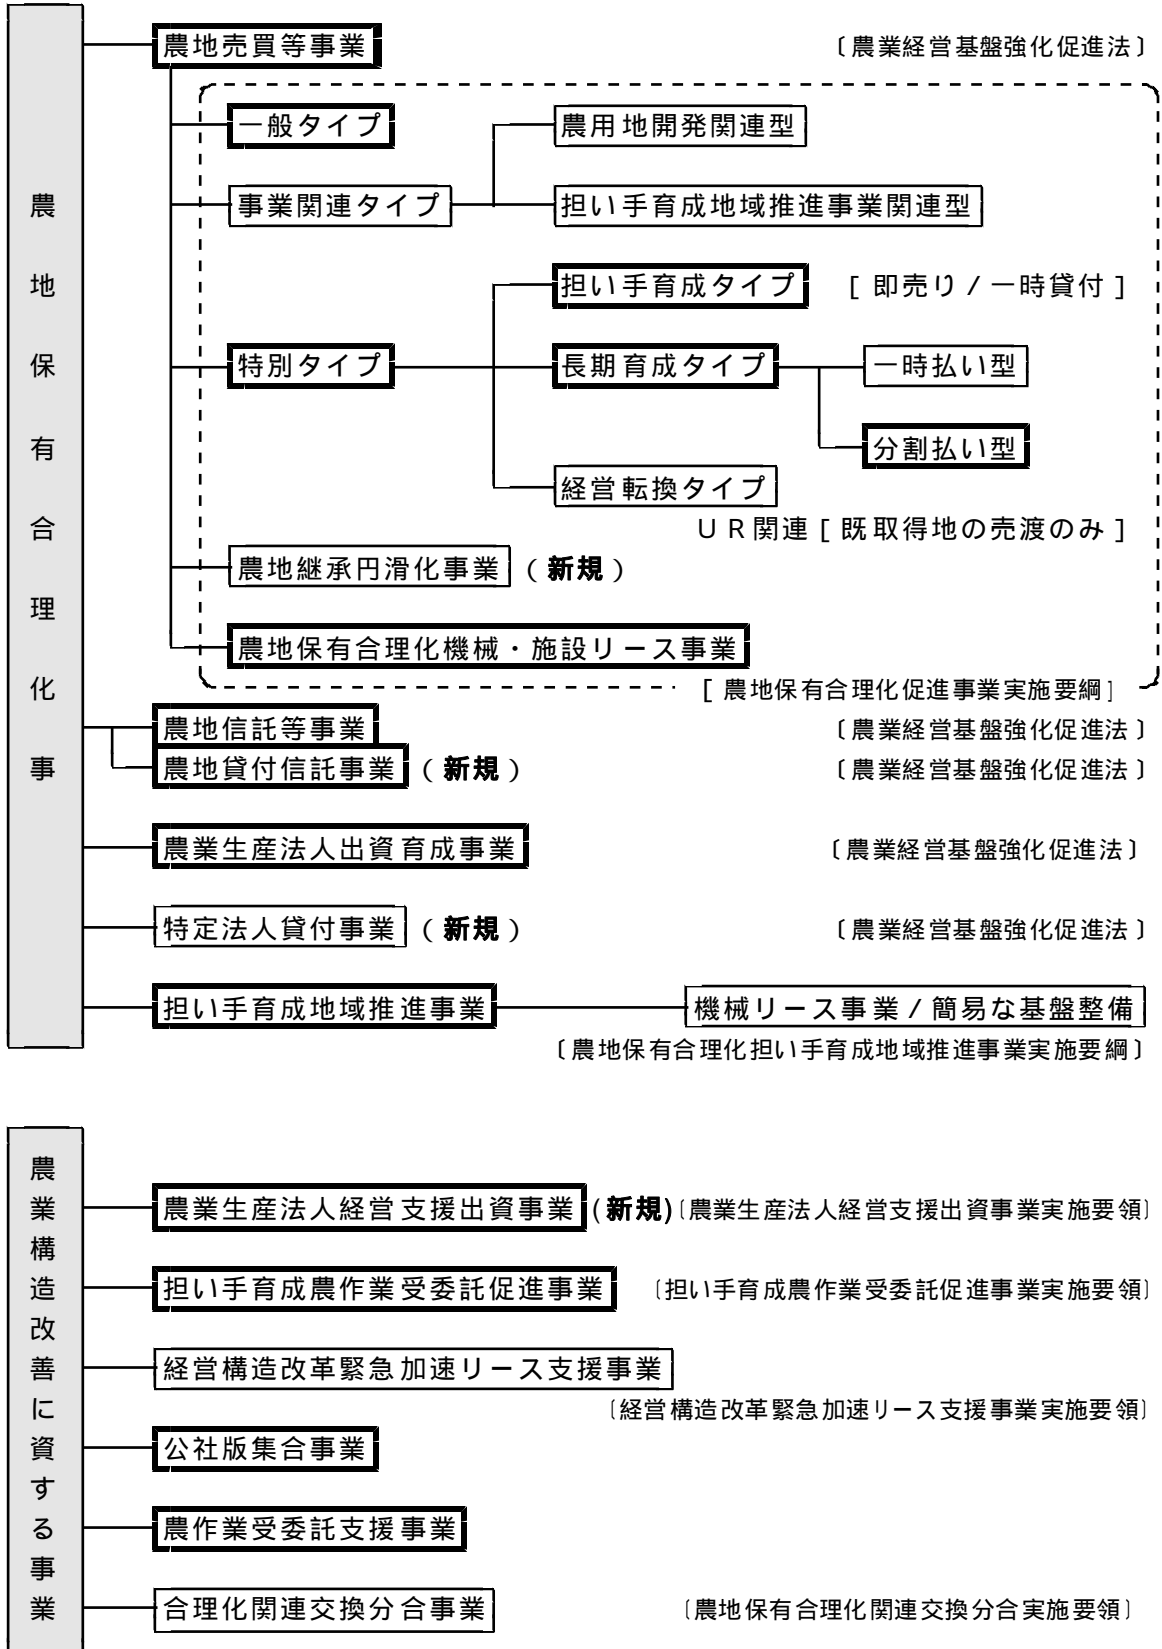 農地保有合理化事
農地売買等事業 〔農業経営基盤強化促進法〕
一般タイプ 農用地開発関連型
事業関連タイプ 担い手育成地域推進事業関連型
担い手育成タイプ [即売り/一時貸付]
特別タイプ 長期育成タイプ 一時払い型
分割払い型
経営転換タイプ
UR関連[既取得地の売渡のみ]
農地継承円滑化事業 (新規)
農地保有合理化機械・施設リース事業
[農地保有合理化促進事業実施要綱]
農地信託等事業 〔農業経営基盤強化促進法〕
農地貸付信託事業 (新規) 〔農業経営基盤強化促進法〕
農業生産法人出資育成事業 〔農業経営基盤強化促進法〕
特定法人貸付事業 (新規) 〔農業経営基盤強化促進法〕
担い手育成地域推進事業 機械リース事業/簡易な基盤整備
〔農地保有合理化担い手育成地域推進事業実施要綱〕
農業構造改善に資する事業
農業生産法人経営支援出資事業 (新規)〔農業生産法人経営支援出資事業実施要領〕
担い手育成農作業受委託促進事業 〔担い手育成農作業受委託促進事業実施要領〕
経営構造改革緊急加速リース支援事業
〔経営構造改革緊急加速リース支援事業実施要領〕
公社版集合事業
農作業受委託支援事業
合理化関連交換分合事業 〔農地保有合理化関連交換分合実施要領〕